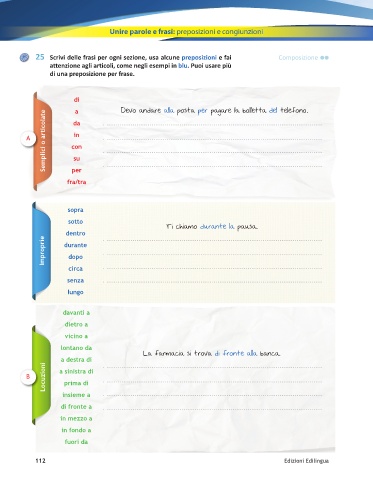 Unire parole e frasi: preposizioni e congiunzioni
25 Scrivi delle frasi per ogni sezione, usa alcune preposizioni e fai
attenzione agli articoli, come negli esempi in blu. Puoi usare più
di una preposizione per frase.
Composizione
A
Semplici o articolate
di
a
da
in
con
su
per
fra/tra
Devo andare alla posta per pagare la bolletta del telefono.
Improprie
sopra
sotto
dentro
durante
dopo
circa
senza
lungo
Ti chiamo durante la pausa.
B
Locuzioni
davanti a
dietro a
vicino a
lontano da
a destra di
a sinistra di
prima di
insieme a
di fronte a
in mezzo a
in fondo a
fuori da
La farmacia si trova di fronte alla banca.
112
Edizioni Edilingua